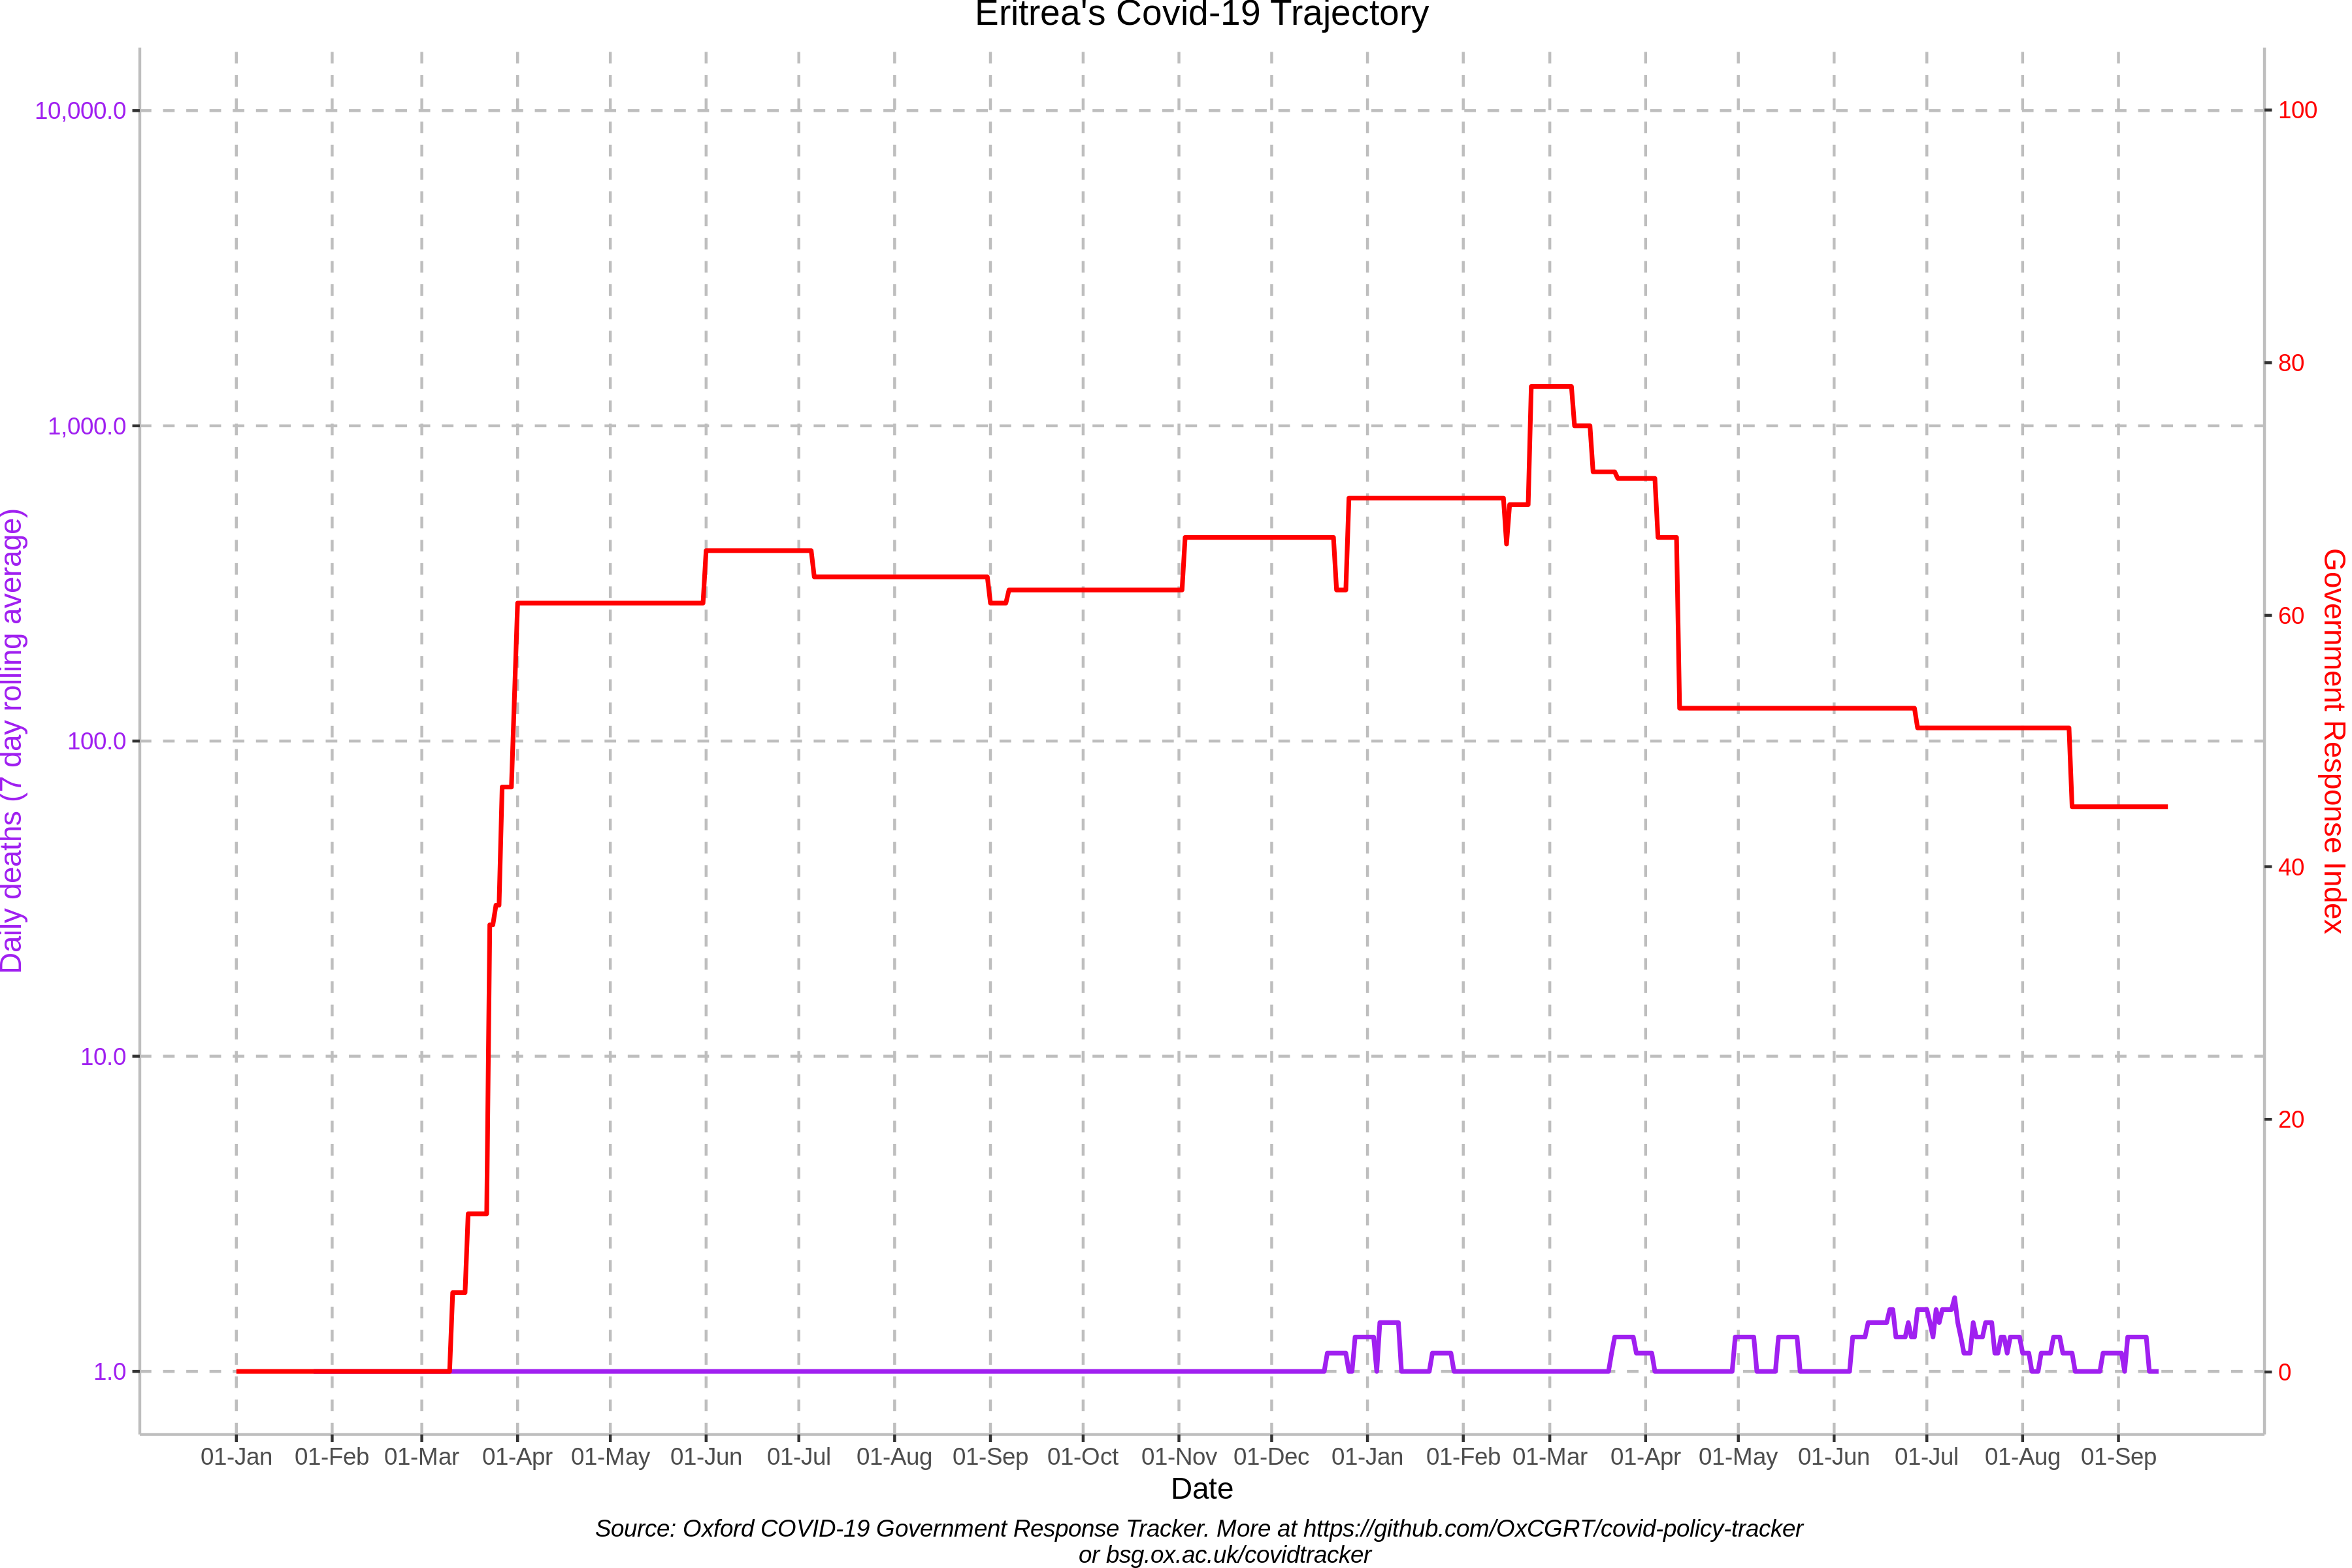 Eritrea's Covid-19 Trajectory
10,000.0
1,000.0
100.0
10.0
1.0
Daily deaths (7 day rolling average)
100
80
60
40
20
0
Government Response Index
01-Jan 01-Feb 01-Mar 01-Apr 01-May 01-Jun 01-Jul 01-Aug 01-Sep 01-Oct 01-Nov 01-Dec 01-Jan 01-Feb 01-Mar 01-Apr 01-May 01-Jun 01-Jul 01-Aug 01-Sep
Date
Source: Oxford COVID-19 Government Response Tracker. More at https://github.com/OxCGRT/covid-policy-tracker
or bsg.ox.ac.uk/covidtracker